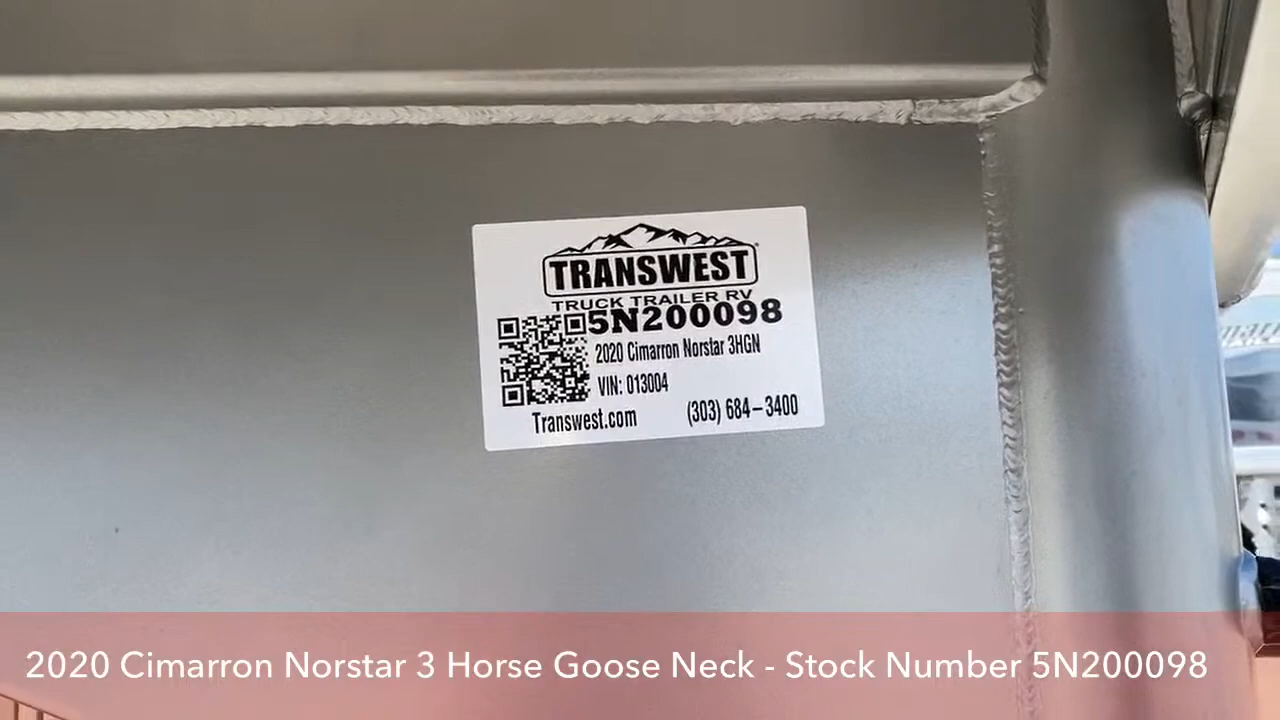 TRANSWEST
TRUCK TRAILER RV
5N200098
2020 Cimarron Norstar 3HGN
VIN: 013004
Transwest.com (303) 684-3400
2020 Cimarron Norstar 3 Horse Goose Neck - Stock Number 5N200098